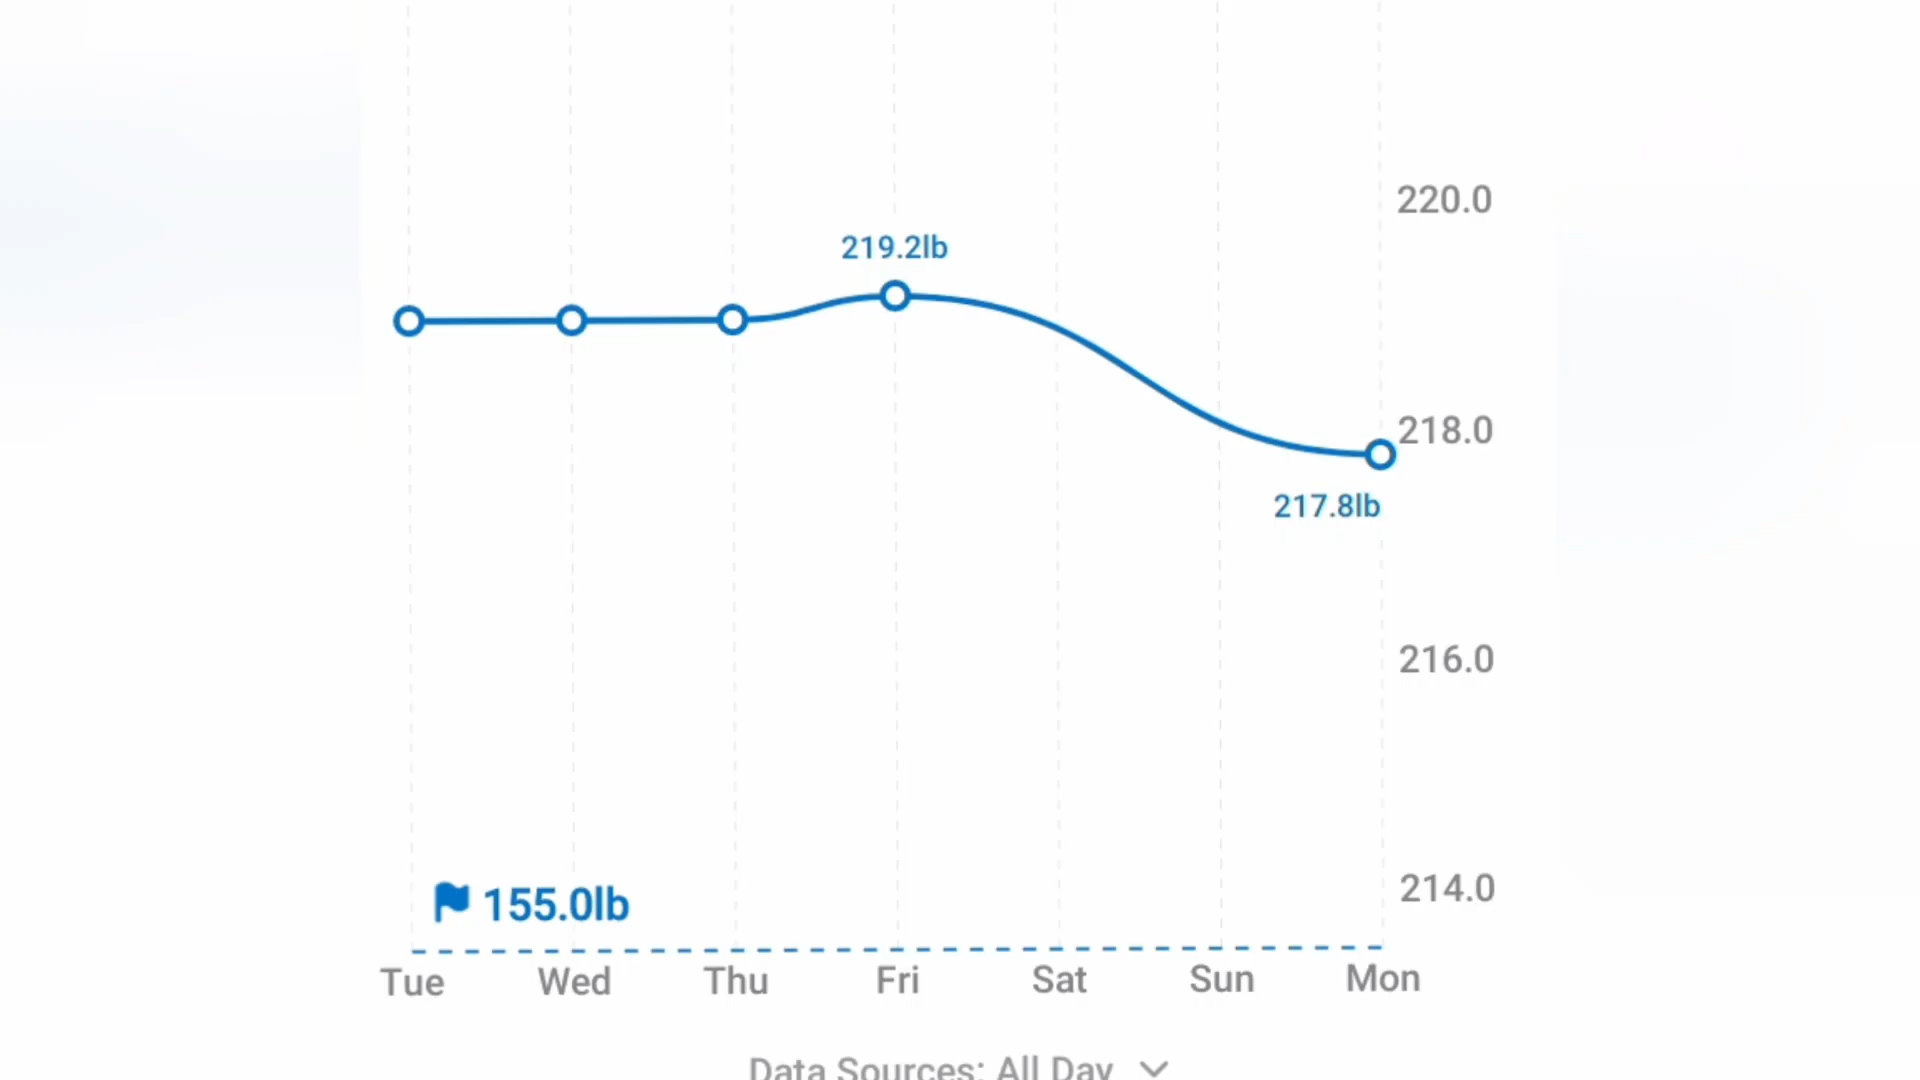 220.0
219.2lb
218.0
217.8lb
216.0
214.0
155.0lb
Tue Wed Thu Fri Sat Sun Mon
Data Sources: All Day